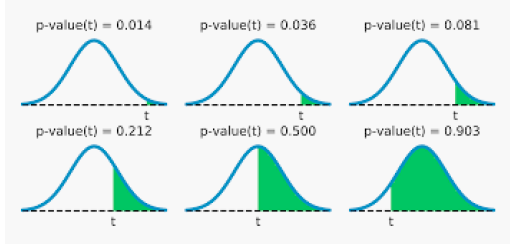 p-value(t) = 0.014
p-value(t) = 0.036
p-value(t) = 0.081
t
t
t
p-value(t) = 0.212
p-value(t) = 0.500
p-value(t) = 0.903
t
t
t